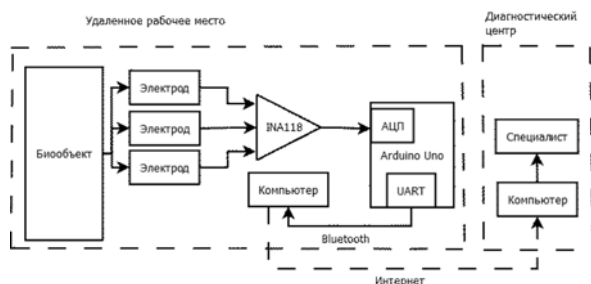 Удаленное рабочее место
Диагностический
центр
Электрод
Электрод
Электрод
Биообъект
INA118
АЦП
Arduino Uno
UART
Компьютер
Bluetooth
Специалист
Компьютер
Интернет